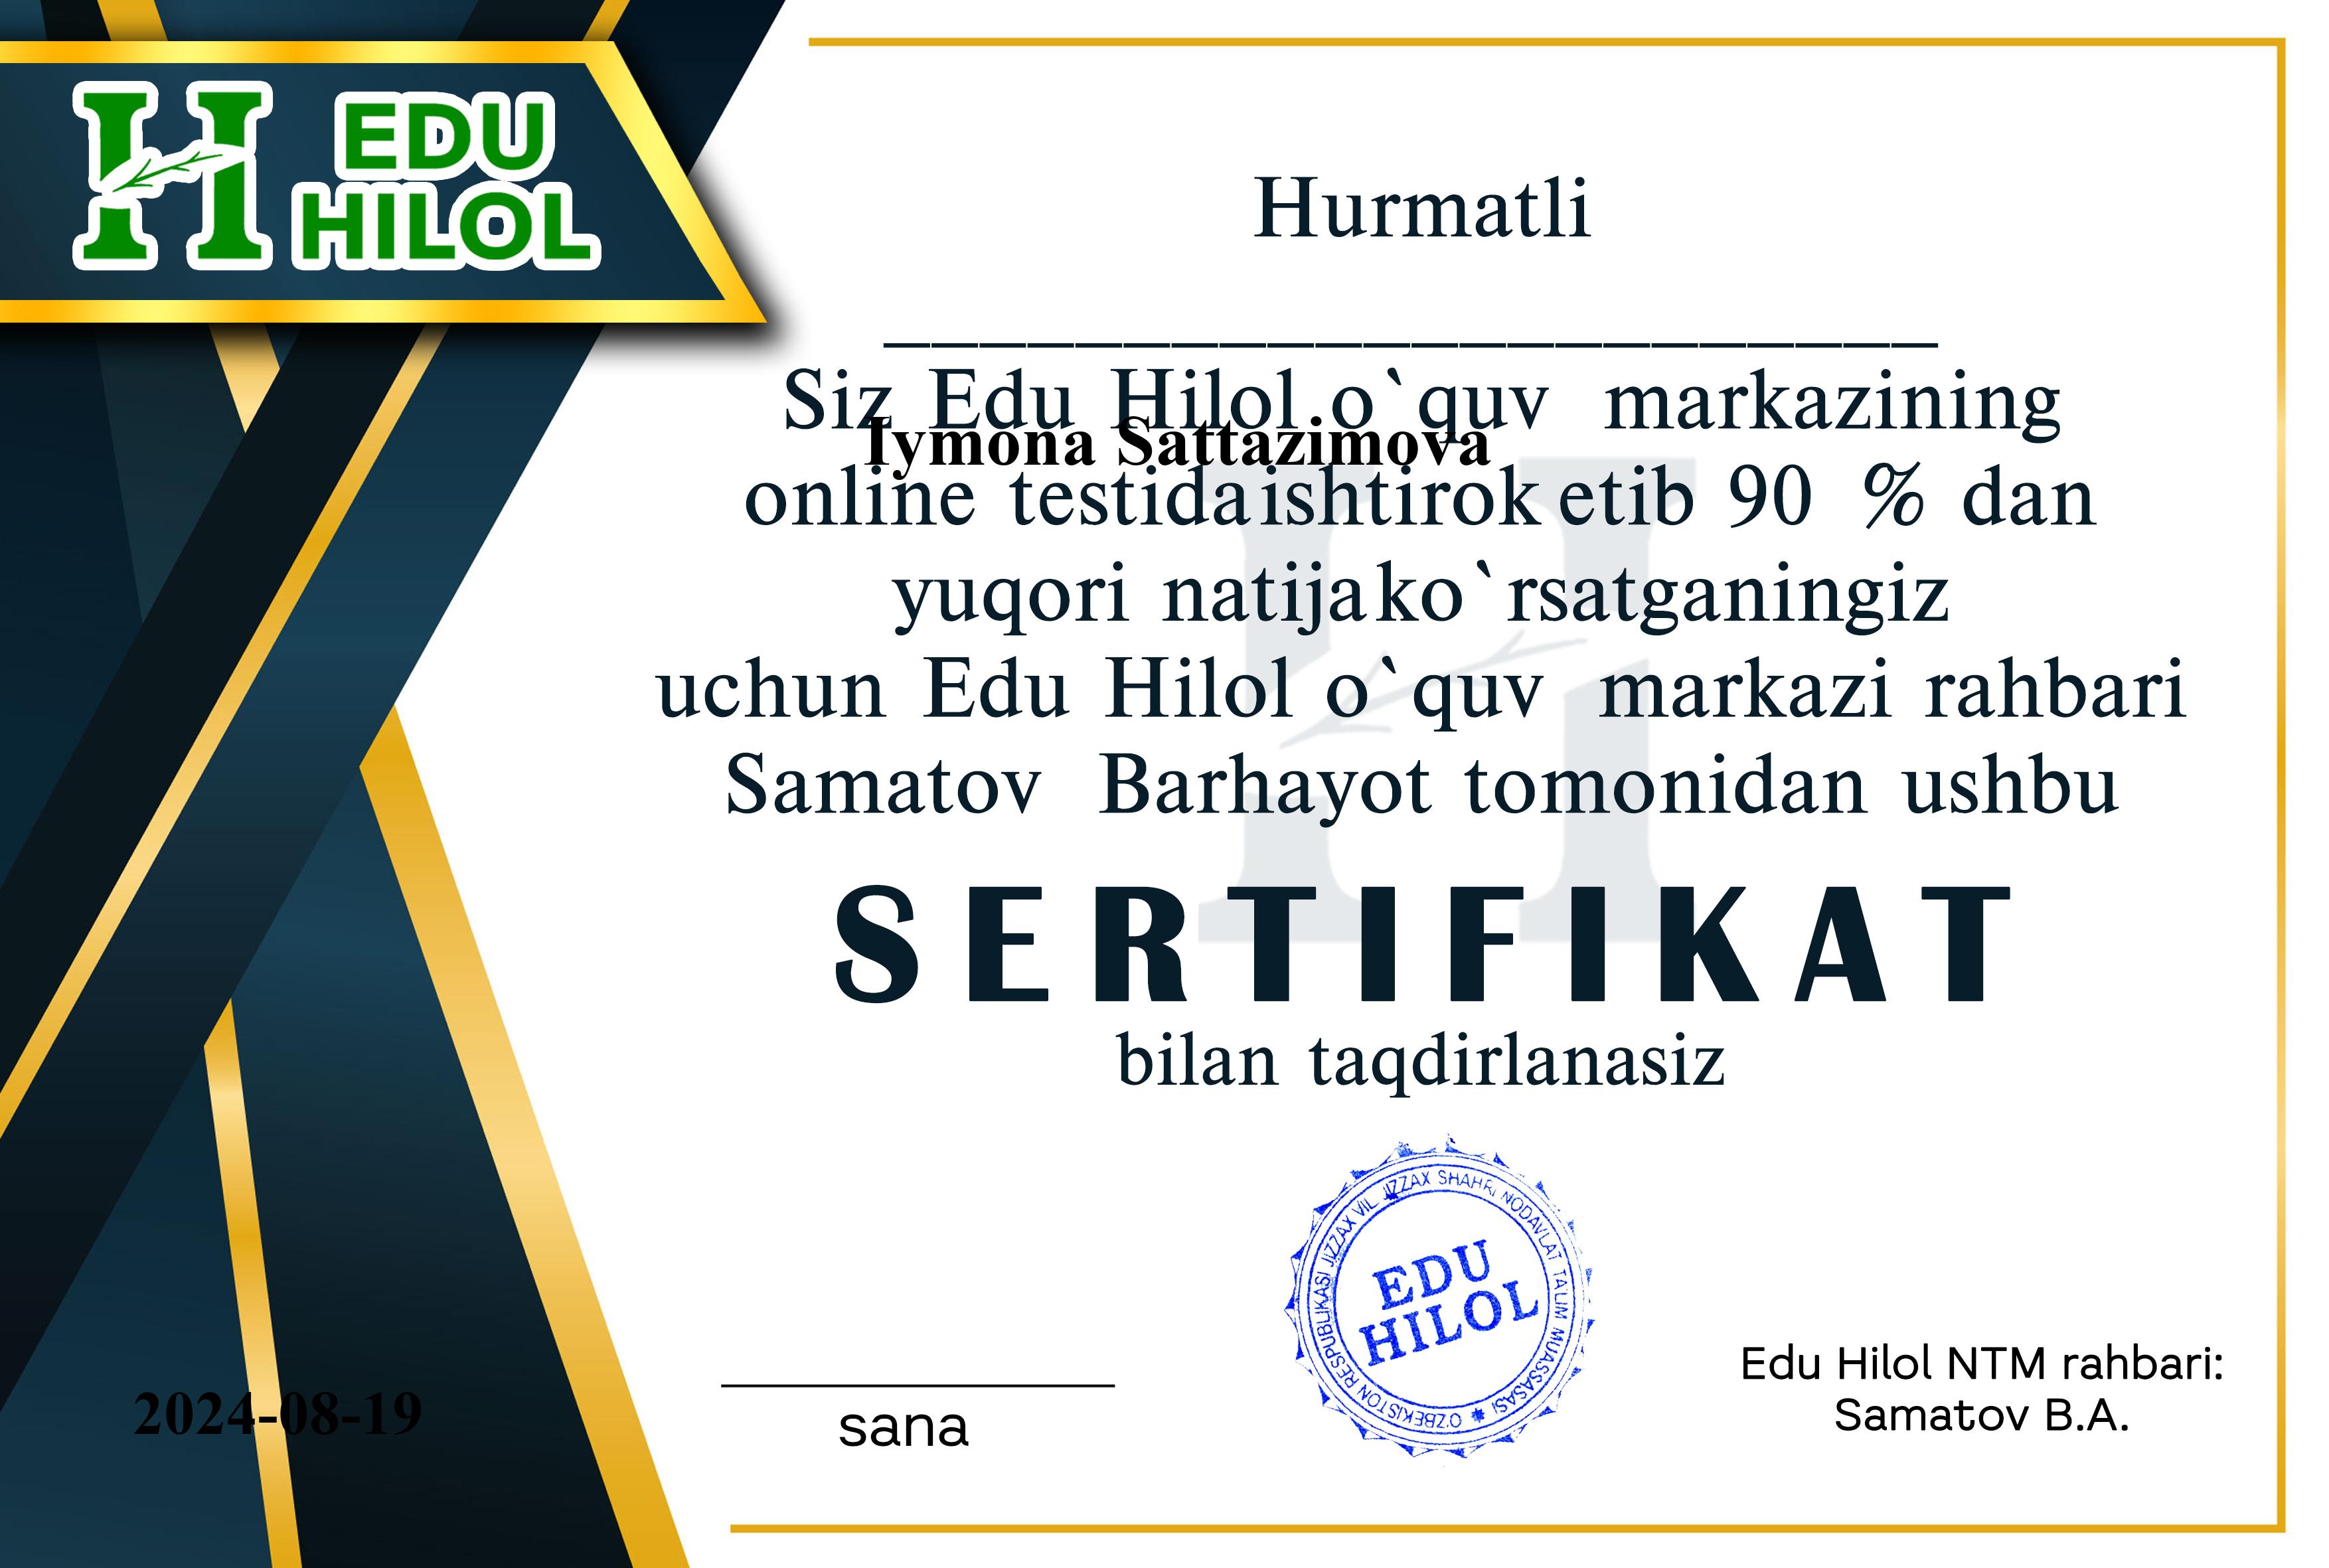 EDU
HILOL
Hurmatli
______________________
Siz Edu Hilol o`quv markazining
Iymona Sattazimova
online testida ishtirok etib 90 % dan
yuqori natija ko`rsatganingiz
uchun Edu Hilol o`quv markazi rahbari
Samatov Barhayot tomonidan ushbu
SERTIFIKAT
bilan taqdirlanasiz
O'ZBEKISTON RESPUBLIKASI JIZZAX VIL. JIZZAX SHAHRI NODAVLAT TA'LIM MUASSASASI
EDU
HILOL
2024-08-19
sana
Edu Hilol NTM rahbari:
Samatov B.A.